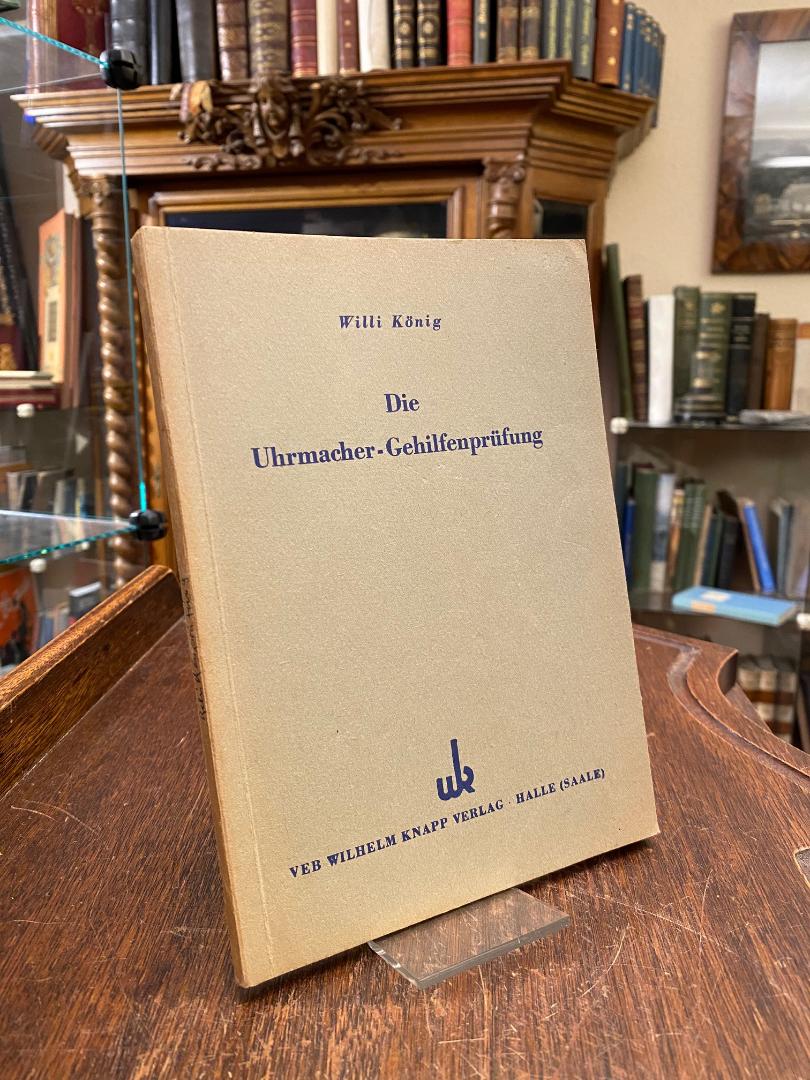 Willi König
Die
Uhrmacher-Gehilfenprüfung
wk
VEB WILHELM KNAPP VERLAG · HALLE (SAALE)